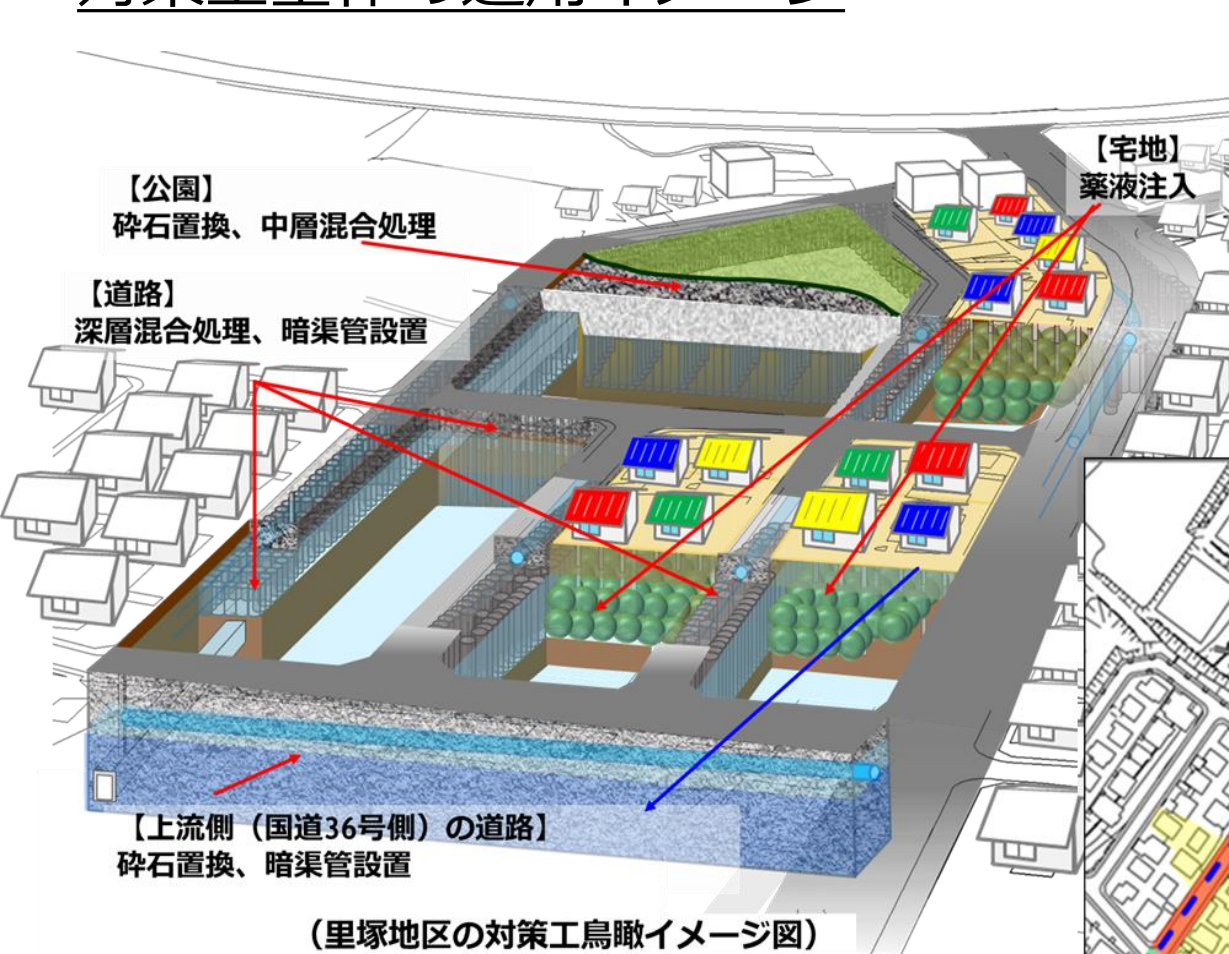 【宅地】
薬液注入
【公園】
砕石置換、中層混合処理
【道路】
深層混合処理、暗渠管設置
【上流側（国道36号側）の道路】
砕石置換、暗渠管設置
（里塚地区の対策工鳥瞰イメージ図）